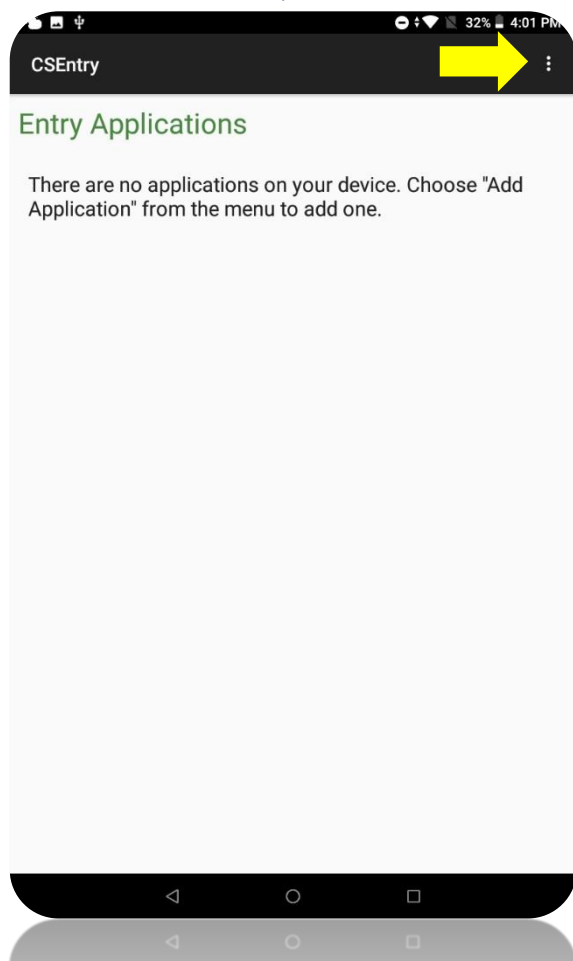 32% 4:01 PM
CSEntry
Entry Applications
There are no applications on your device. Choose "Add
Application" from the menu to add one.